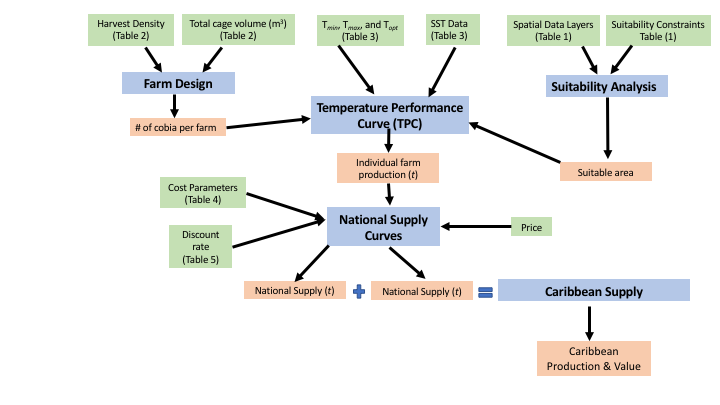 Harvest Density
(Table 2)
Total cage volume (m³)
(Table 2)
Tmin, Tmax, and Topt
(Table 3)
SST Data
(Table 3)
Spatial Data Layers
(Table 1)
Suitability Constraints
Table (1)
Farm Design
Suitability Analysis
Temperature Performance
Curve (TPC)
# of cobia per farm
Individual farm
production (t)
Suitable area
Cost Parameters
(Table 4)
National Supply
Curves
Price
Discount
rate
(Table 5)
National Supply (t)
+
National Supply (t)
=
Caribbean Supply
Caribbean
Production & Value